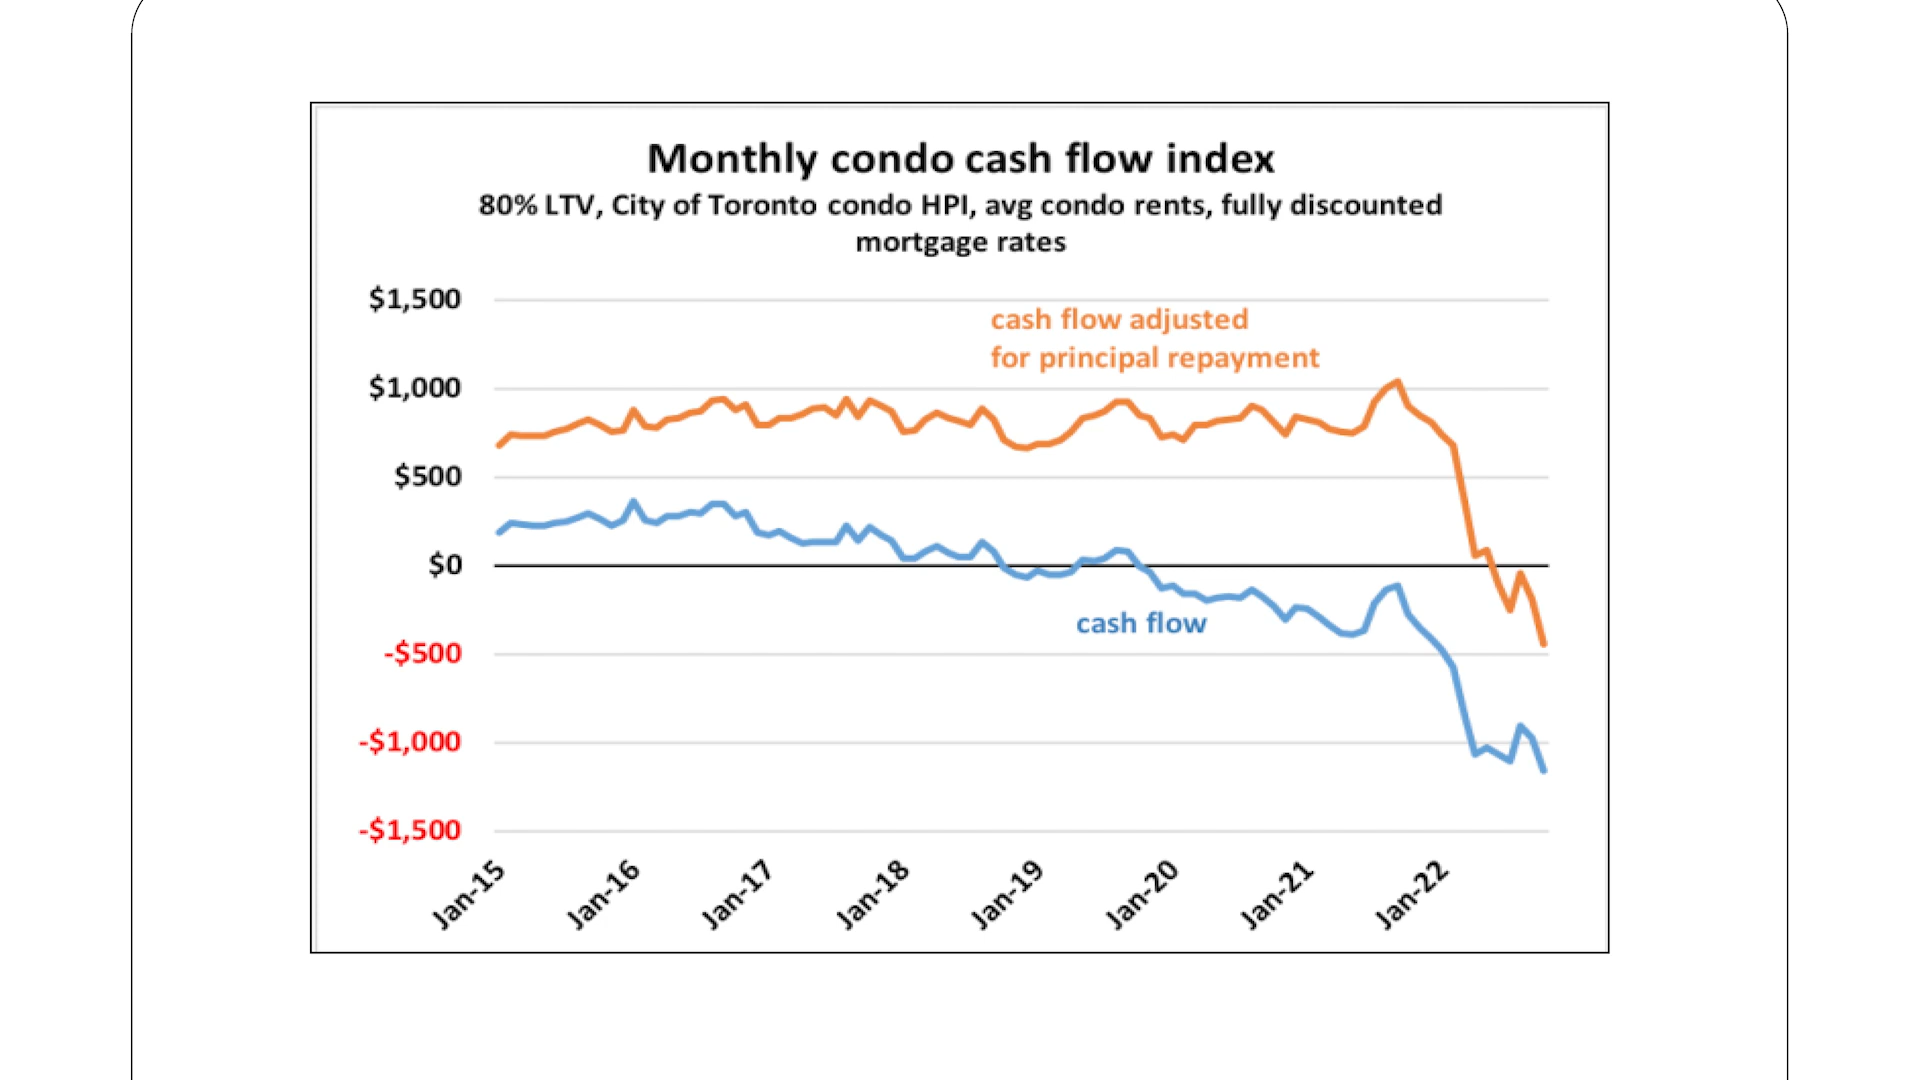 Monthly condo cash flow index
80% LTV, City of Toronto condo HPI, avg condo rents, fully discounted
mortgage rates
$1,500
$1,000
$500
$0
-$500
-$1,000
-$1,500
cash flow adjusted
for principal repayment
cash flow
Jan-15
Jan-16
Jan-17
Jan-18
Jan-19
Jan-20
Jan-21
Jan-22